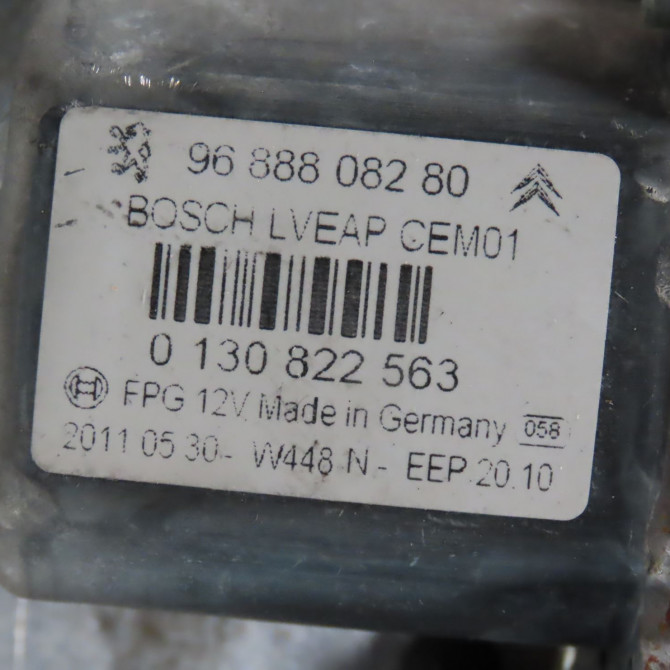 96 888 082 80
BOSCH LVEAP CEM01
0 130 822 563
FPG 12V Made in Germany 058
2011 05 30- W448 N - EEP 20.10